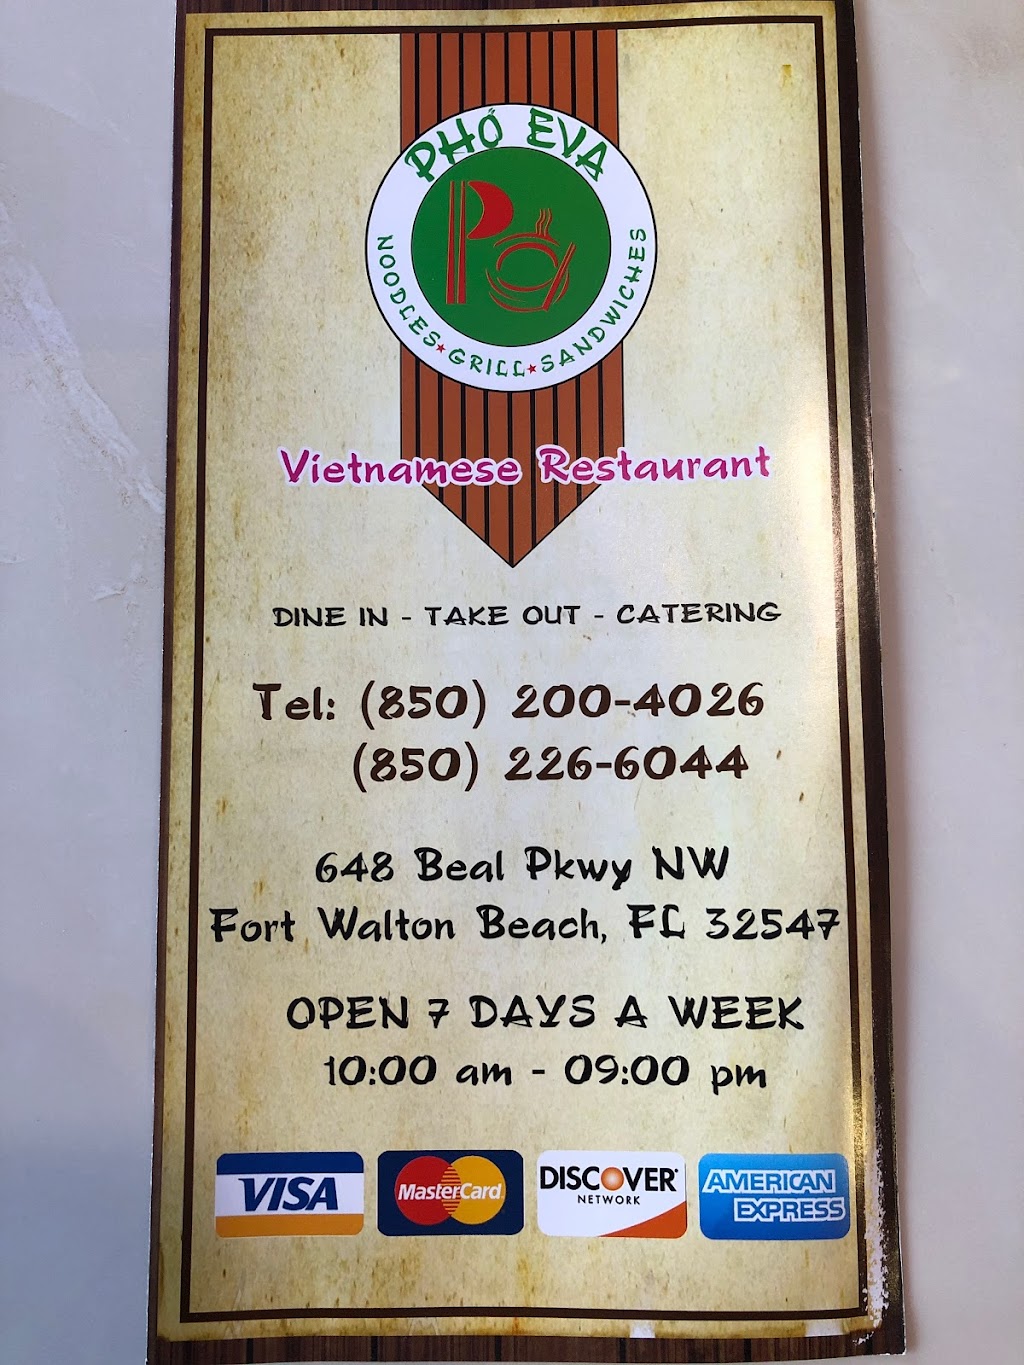 PHỞ EVA
NOODLES★GRILL★SANDWICHES
Vietnamese Restaurant
DINE IN - TAKE OUT - CATERING
Tel: (850) 200-4026
(850) 226-6044
648 Beal Pkwy NW
Fort Walton Beach, FL 32547
OPEN 7 DAYS A WEEK
10:00 am - 09:00 pm
VISA
MasterCard
DISCOVER®
NETWORK
AMERICAN
EXPRESS